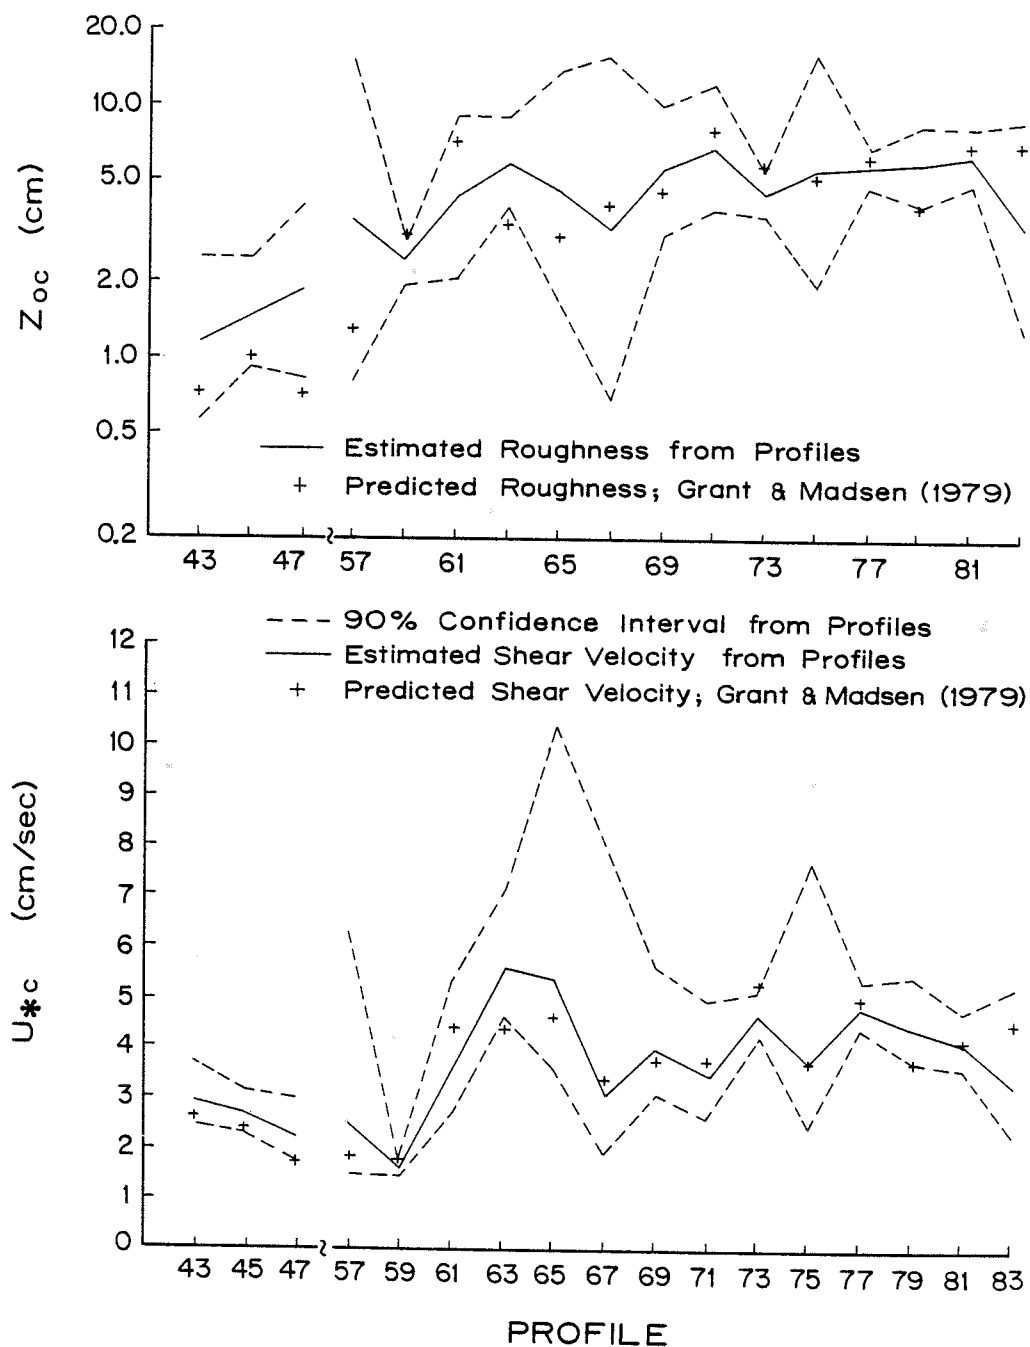 20.0
10.0
5.0
2.0
1.0
0.5
0.2
Zoc (cm)
Estimated Roughness from Profiles
+ Predicted Roughness; Grant & Madsen (1979)
43 47 57 61 65 69 73 77 81
90% Confidence Interval from Profiles
Estimated Shear Velocity from Profiles
+ Predicted Shear Velocity; Grant & Madsen (1979)
12
11
10
9
8
7
6
5
4
3
2
1
0
U*c (cm/sec)
43 45 47 57 59 61 63 65 67 69 71 73 75 77 79 81 83
PROFILE